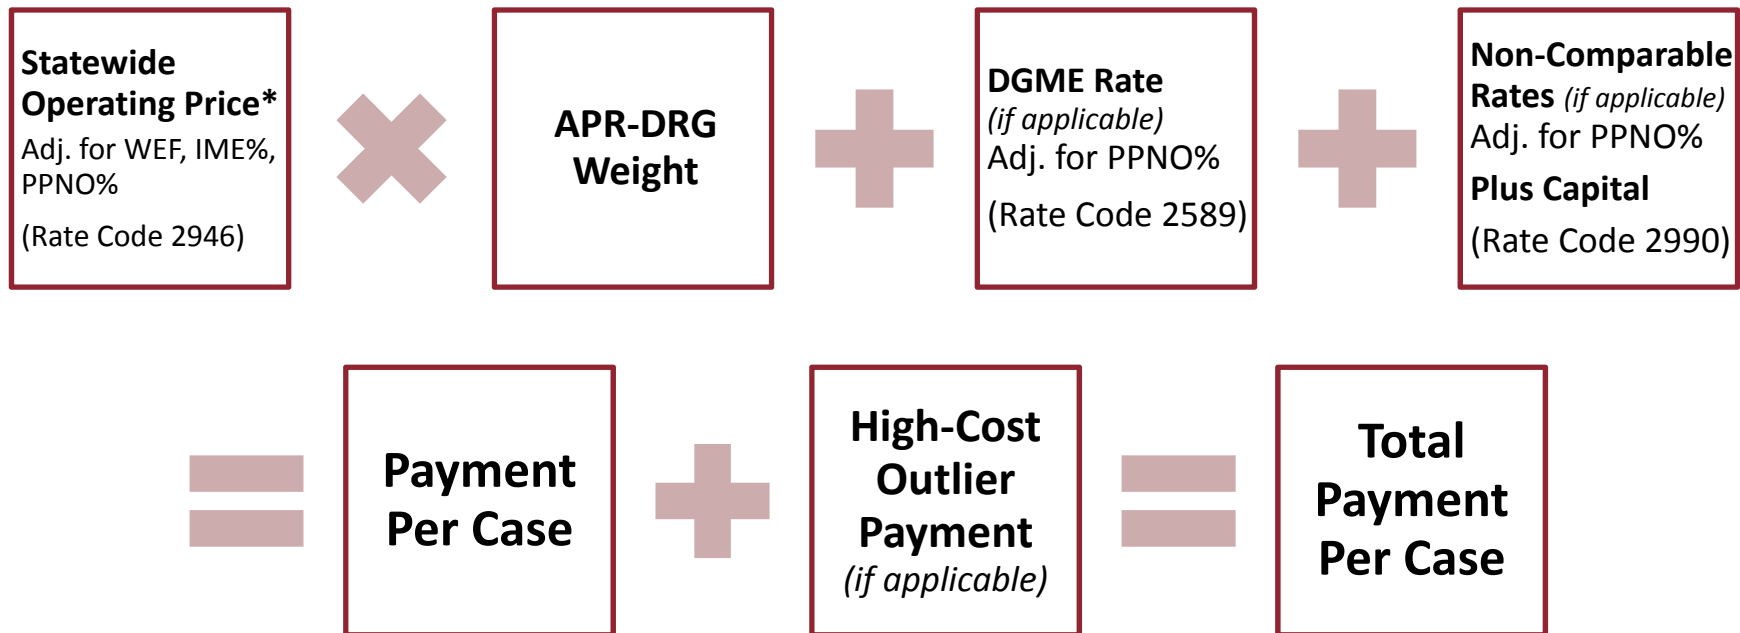 Statewide
Operating Price*
Adj. for WEF, IME%,
PPNO%
(Rate Code 2946)
APR-DRG
Weight
DGME Rate
(if applicable)
Adj. for PPNO%
(Rate Code 2589)
Non-Comparable
Rates (if applicable)
Adj. for PPNO%
Plus Capital
(Rate Code 2990)
Payment
Per Case
High-Cost
Outlier
Payment
(if applicable)
Total
Payment
Per Case